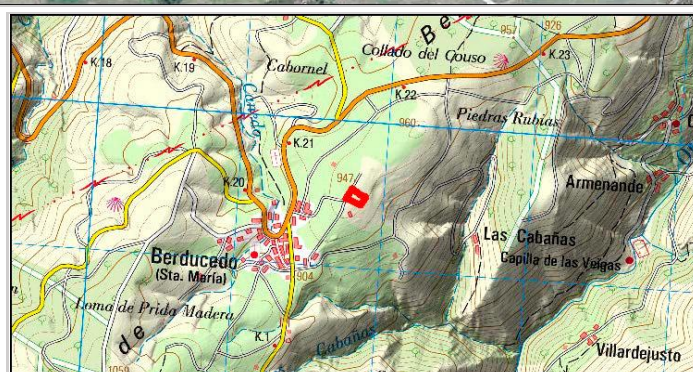 Be
957
926
Collado del Couso
K.23
K.18
K.19
Cabornel
K.22
Piedras Rubias
960
K.21
947
K.20
Armenande
Las Cabañas
Capilla de las Veigas
Berducedo
(Sta. María)
904
Loma de Prida Madera
de
K.1
Cabañas
Villardejusto
1059